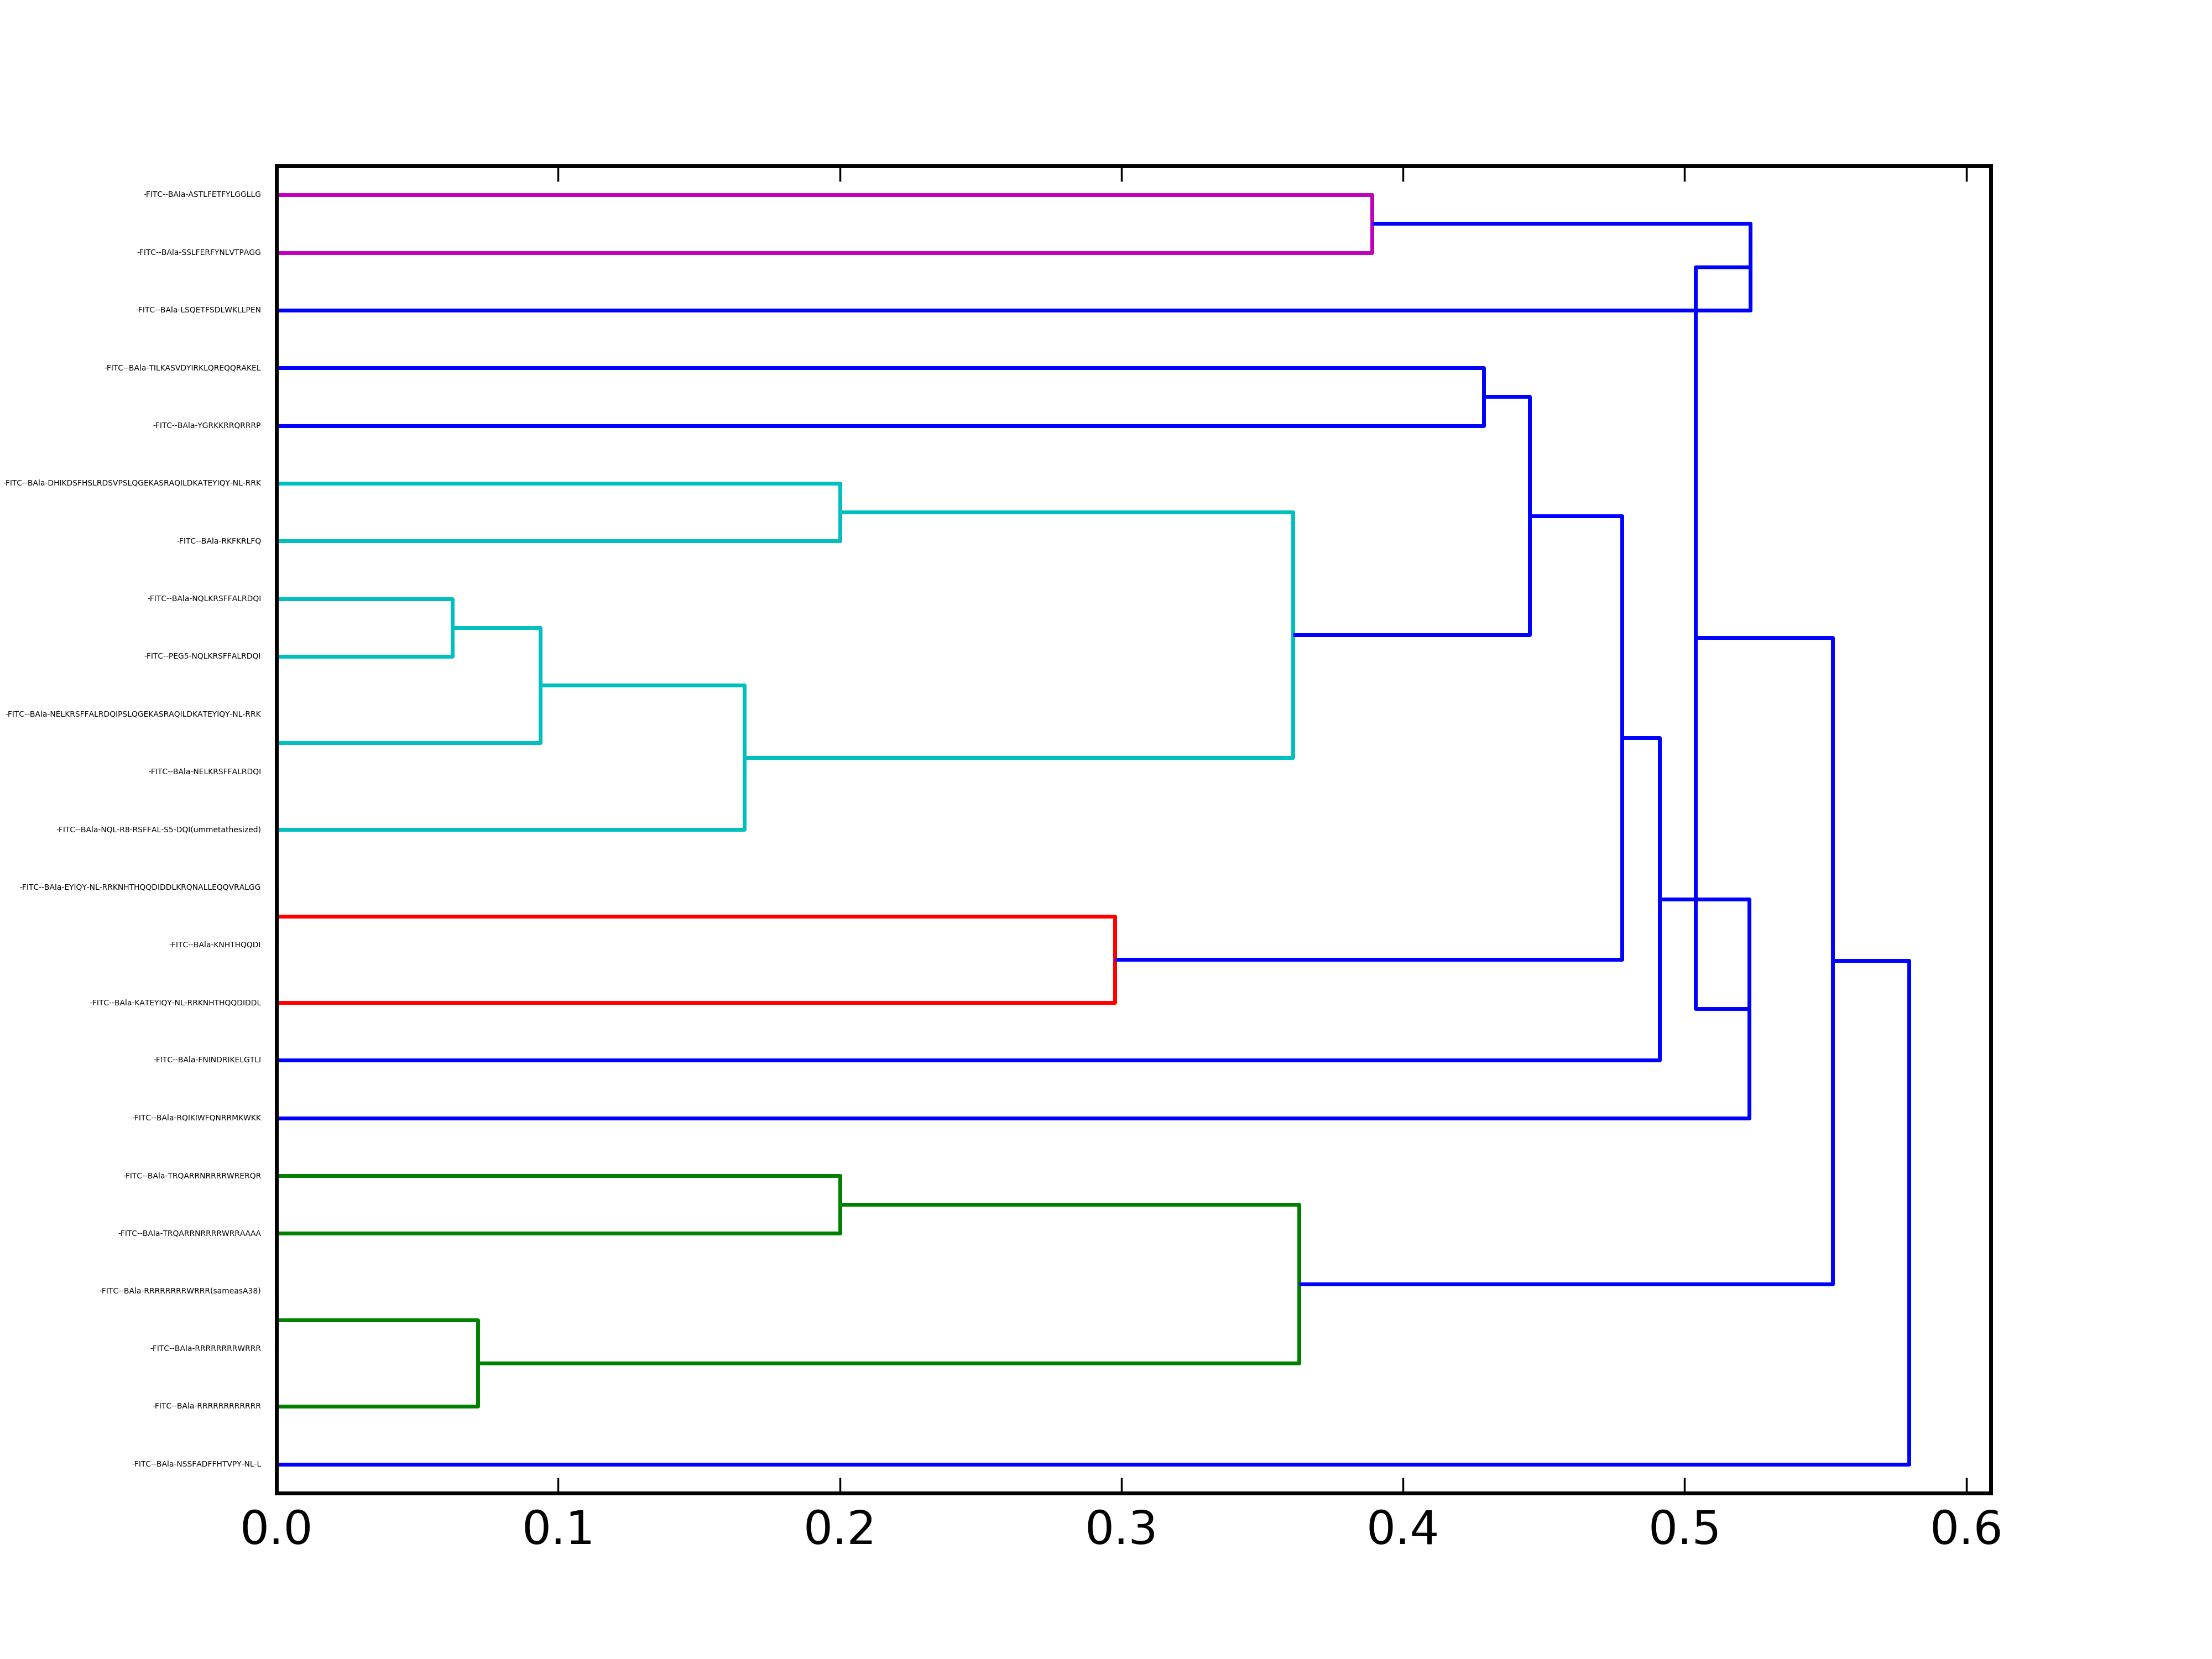 -FITC--BAla-ASTLFETFYLGGLLG
-FITC--BAla-SSLFERFYNLVTPAGG
-FITC--BAla-LSQETFSDLWKLLPEN
-FITC--BAla-TILKASVDYIRKLQREQQRAKEL
-FITC--BAla-YGRKKRRQRRRP
-FITC--BAla-DHIKDSFHSLRDSVPSLQGEKASRAQILDKATEYIQY-NL-RRK
-FITC--BAla-RKFKRLFQ
-FITC--BAla-NQLKRSFFALRDQI
-FITC--PEG5-NQLKRSFFALRDQI
-FITC--BAla-NELKRSFFALRDQIPSLQGEKASRAQILDKATEYIQY-NL-RRK
-FITC--BAla-NELKRSFFALRDQI
-FITC--BAla-NQL-R8-RSFFAL-S5-DQI(ummetathesized)
-FITC--BAla-EYIQY-NL-RRKNHTHQQDIDDLKRQNALLEQQVRALGG
-FITC--BAla-KNHTHQQDI
-FITC--BAla-KATEYIQY-NL-RRKNHTHQQDIDDL
-FITC--BAla-FNINDRIKELGTLI
-FITC--BAla-RQIKIWFQNRRMKWKK
-FITC--BAla-TRQARRNRRRRWRERQR
-FITC--BAla-TRQARRNRRRRWRRAAAA
-FITC--BAla-RRRRRRRRWRRR(sameasA38)
-FITC--BAla-RRRRRRRRWRRR
-FITC--BAla-RRRRRRRRRRRR
-FITC--BAla-NSSFADFFHTVPY-NL-L
0.0 0.1 0.2 0.3 0.4 0.5 0.6